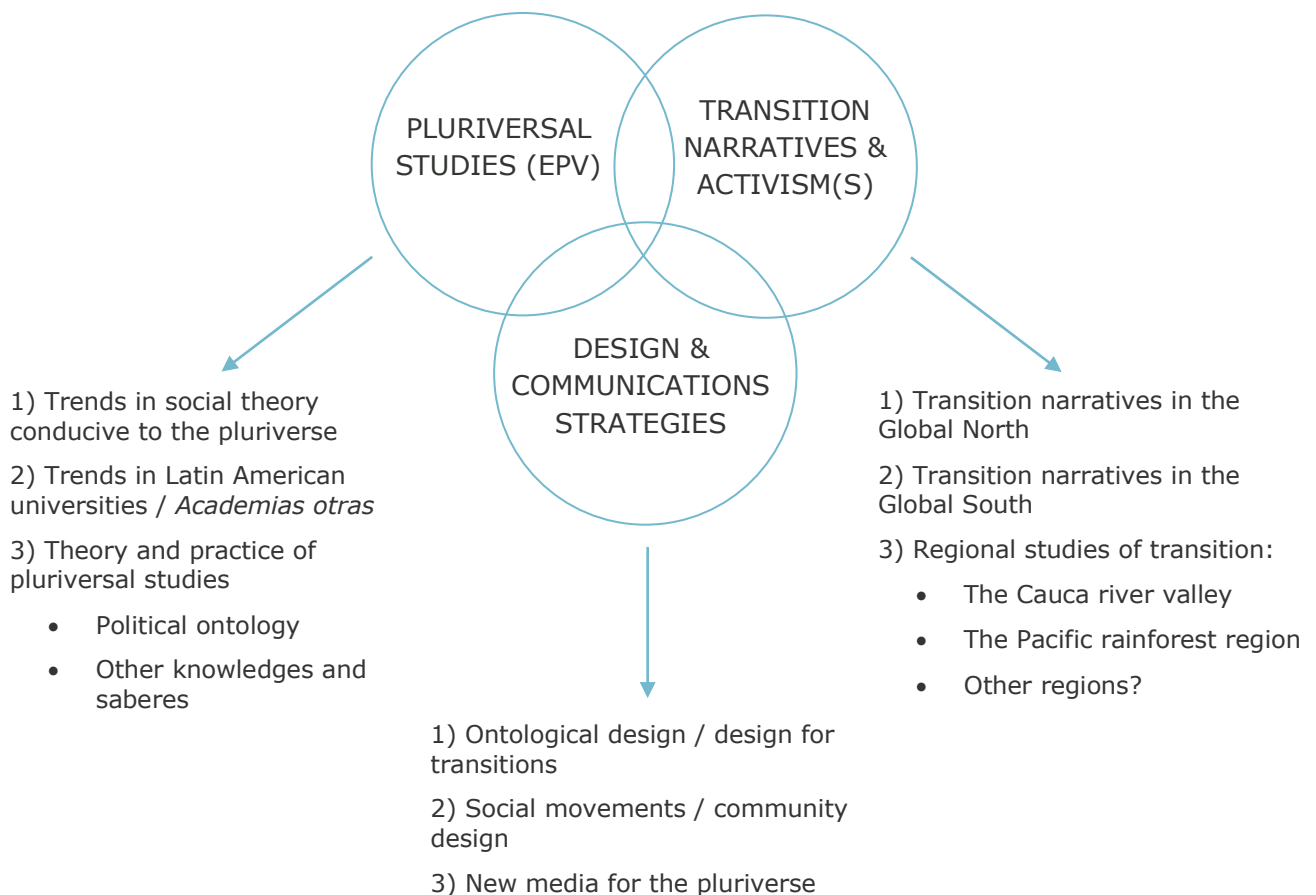 PLURIVERSAL
STUDIES (EPV)
TRANSITION
NARRATIVES &
ACTIVISM(S)
DESIGN &
COMMUNICATIONS
STRATEGIES
1) Trends in social theory
conducive to the pluriverse
2) Trends in Latin American
universities / Academias otras
3) Theory and practice of
pluriversal studies
• Political ontology
• Other knowledges and
saberes
1) Ontological design / design for
transitions
2) Social movements / community
design
3) New media for the pluriverse
1) Transition narratives in the
Global North
2) Transition narratives in the
Global South
3) Regional studies of transition:
• The Cauca river valley
• The Pacific rainforest region
• Other regions?